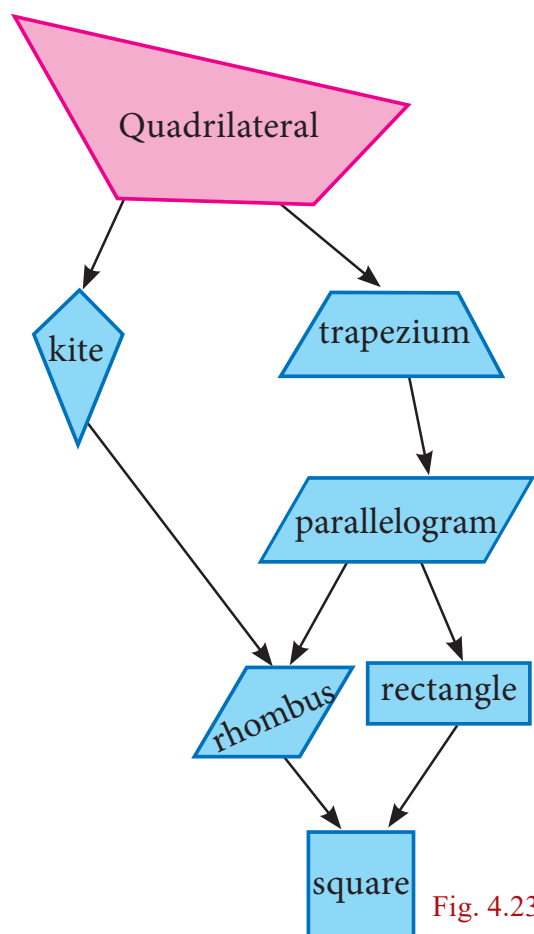 Quadrilateral
kite
trapezium
parallelogram
rhombus
rectangle
square
Fig. 4.23